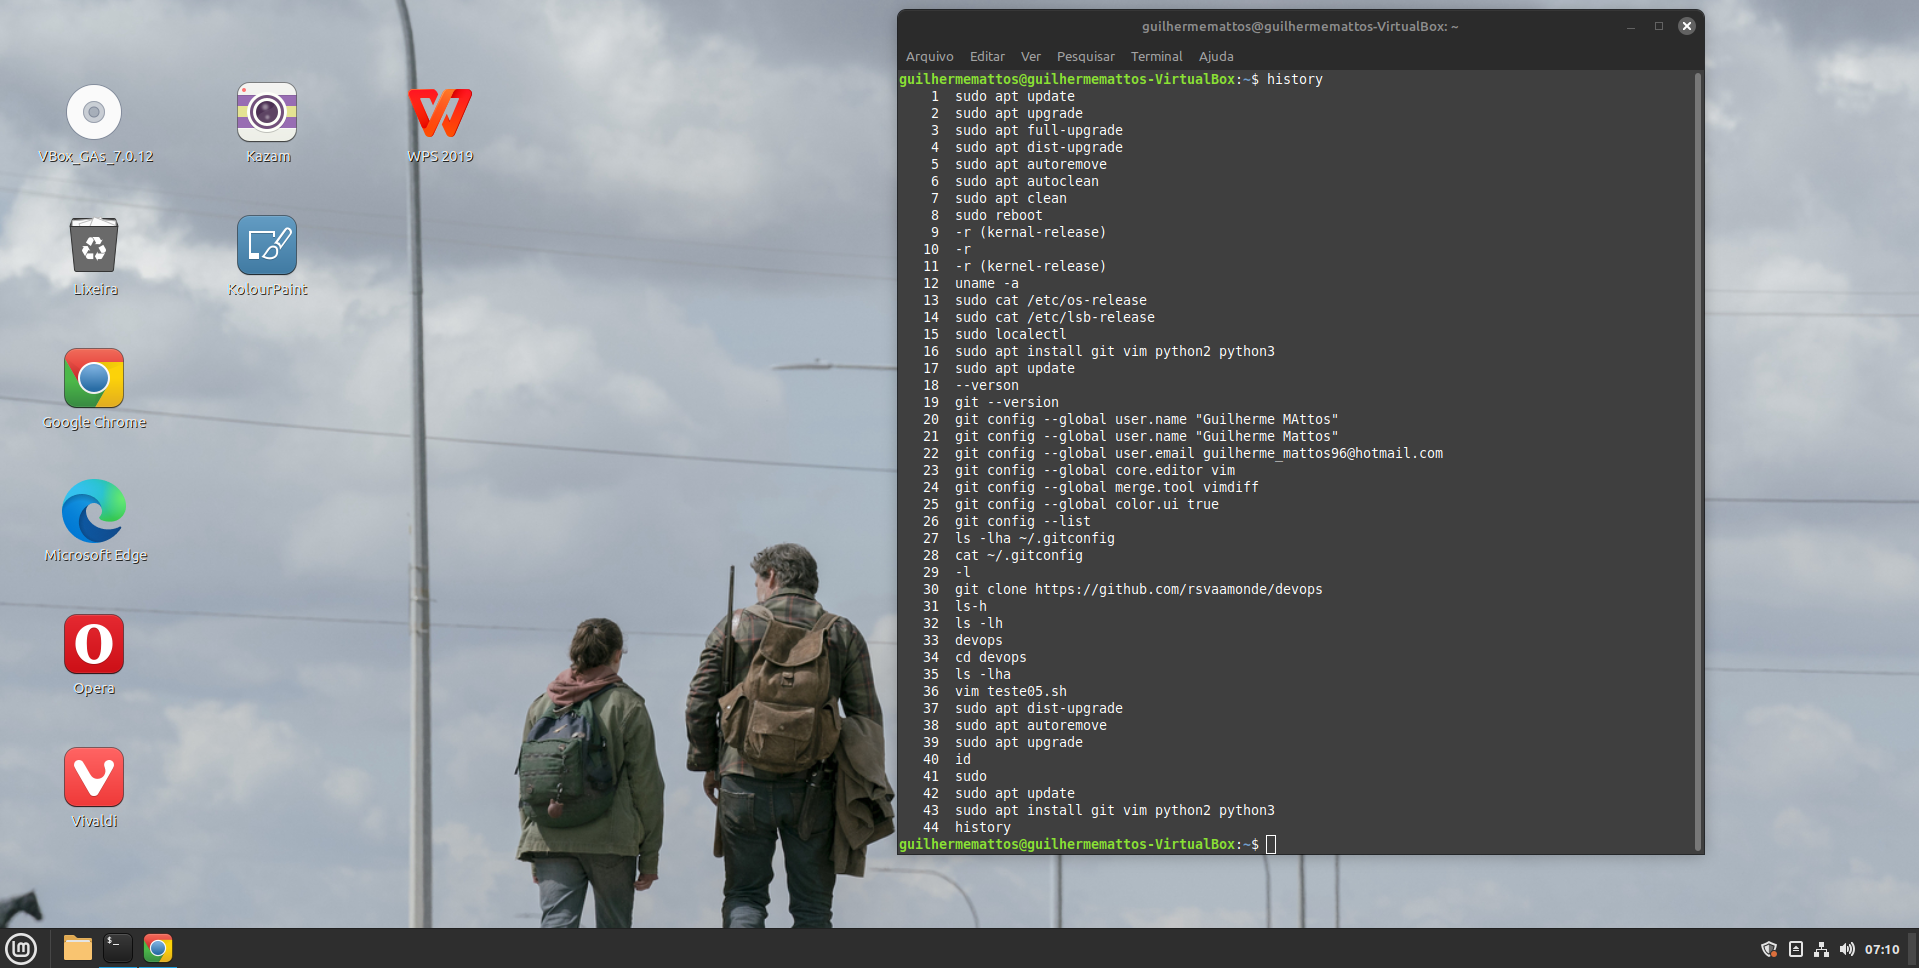 VBox_GAs_7.0.12
Kazam
WPS 2019
Lixeira
KolourPaint
Google Chrome
Microsoft Edge
Opera
Vivaldi
guilhermemattos@guilhermemattos-VirtualBox: ~
Arquivo Editar Ver Pesquisar Terminal Ajuda
guilhermemattos@guilhermemattos-VirtualBox:~$ history
1 sudo apt update
2 sudo apt upgrade
3 sudo apt full-upgrade
4 sudo apt dist-upgrade
5 sudo apt autoremove
6 sudo apt autoclean
7 sudo apt clean
8 sudo reboot
9 -r (kernal-release)
10 -r
11 -r (kernel-release)
12 uname -a
13 sudo cat /etc/os-release
14 sudo cat /etc/lsb-release
15 sudo localectl
16 sudo apt install git vim python2 python3
17 sudo apt update
18 --verson
19 git --version
20 git config --global user.name "Guilherme MAttos"
21 git config --global user.name "Guilherme Mattos"
22 git config --global user.email guilherme_mattos96@hotmail.com
23 git config --global core.editor vim
24 git config --global merge.tool vimdiff
25 git config --global color.ui true
26 git config --list
27 ls -lha ~/.gitconfig
28 cat ~/.gitconfig
29 -l
30 git clone https://github.com/rsvaamonde/devops
31 ls-h
32 ls -lh
33 devops
34 cd devops
35 ls -lha
36 vim teste05.sh
37 sudo apt dist-upgrade
38 sudo apt autoremove
39 sudo apt upgrade
40 id
41 sudo
42 sudo apt update
43 sudo apt install git vim python2 python3
44 history
guilhermemattos@guilhermemattos-VirtualBox:~$
$_
07:10